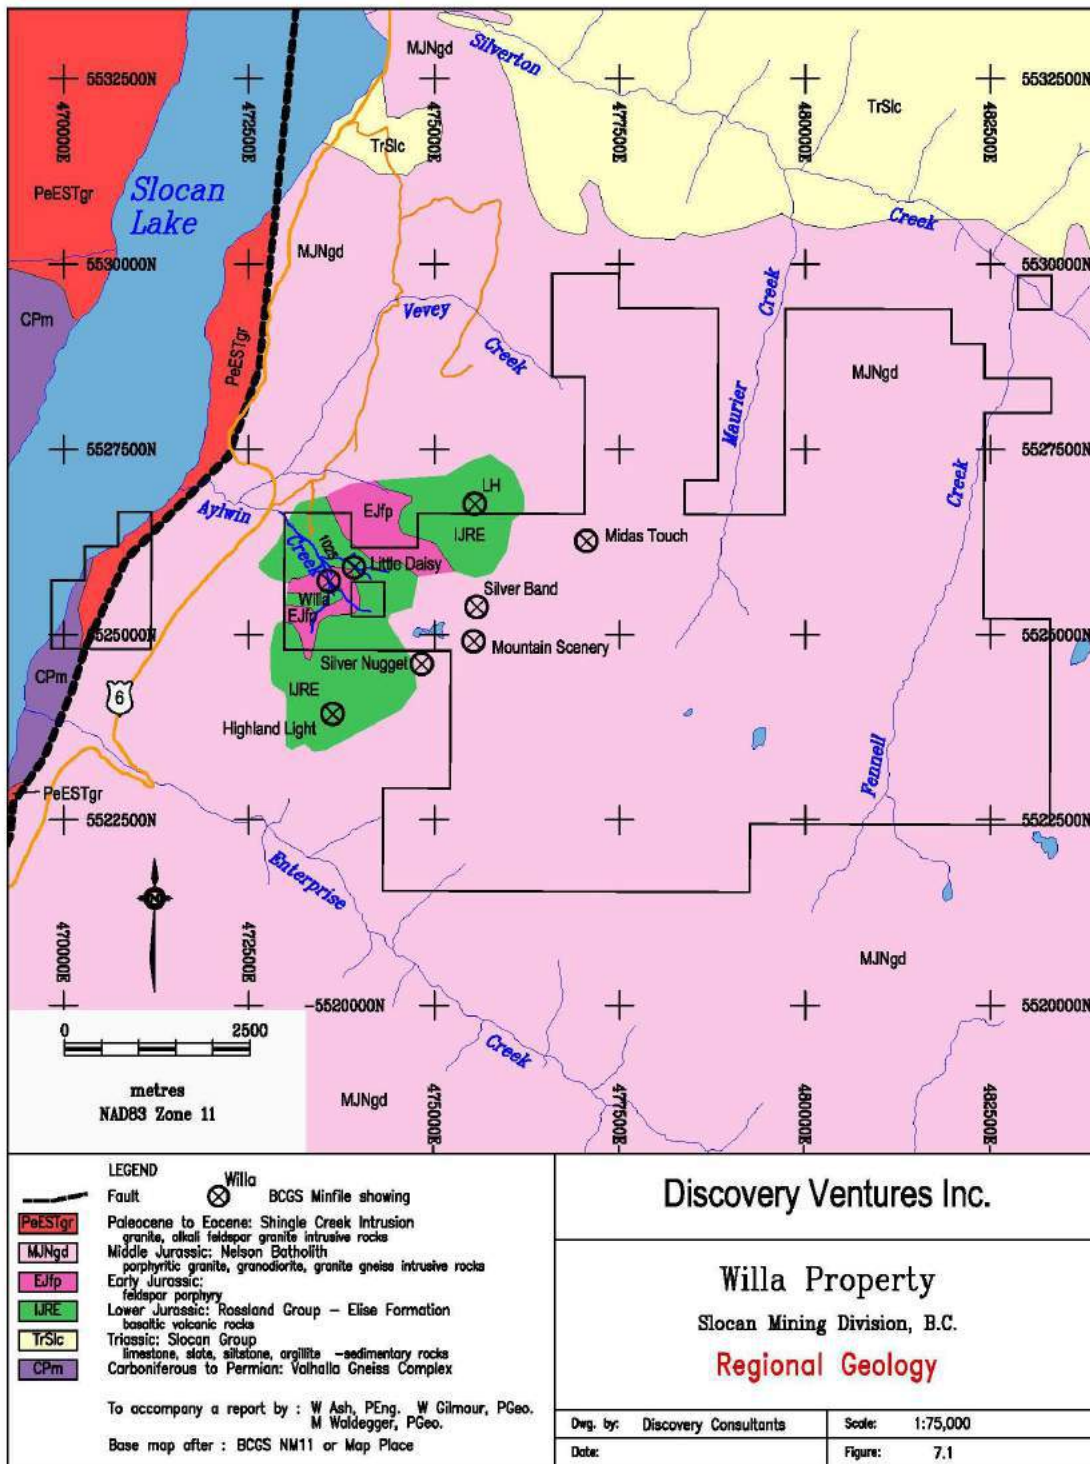 MJNgd
Silverton
5532500N
5532500N
470000E
472500E
475000E
477500E
480000E
482500E
TrSlc
TrSlc
PeESTgr
Slocan
Lake
Creek
MJNgd
5530000N
5530000N
CPm
PeESTgr
Vevey
Creek
Creek
Maurier
MJNgd
5527500N
5527500N
Creek
Aylwin
Creek
LH
EJfp
IJRE
1025
Midas Touch
Little Daisy
Willa
Silver Band
EJfp
5525000N
5525000N
Mountain Scenery
CPm
Silver Nugget
6
IJRE
Highland Light
Fennell
PeESTgr
5522500N
5522500N
Enterprise
470000E
472500E
MJNgd
-5520000N
5520000N
0 2500
Creek
metres
NAD83 Zone 11
MJNgd
475000E
477500E
480000E
482500E
LEGEND
Fault
Willa
BCGS Minfile showing
PeESTgr Paleocene to Eocene: Shingle Creek Intrusion
granite, alkali feldspar granite intrusive rocks
MJNgd Middle Jurassic: Nelson Batholith
porphyritic granite, granodiorite, granite gneiss intrusive rocks
EJfp Early Jurassic:
feldspar porphyry
IJRE Lower Jurassic: Rossland Group - Elise Formation
basaltic volcanic rocks
TrSlc Triassic: Slocan Group
limestone, slate, siltstone, argillite -sedimentary rocks
CPm Carboniferous to Permian: Valhalla Gneiss Complex
To accompany a report by : W Ash, PEng. W Gilmour, PGeo.
M Waldegger, PGeo.
Base map after : BCGS NM11 or Map Place
Discovery Ventures Inc.
Willa Property
Slocan Mining Division, B.C.
Regional Geology
Dwg. by: Discovery Consultants
Scale: 1:75,000
Date:
Figure: 7.1